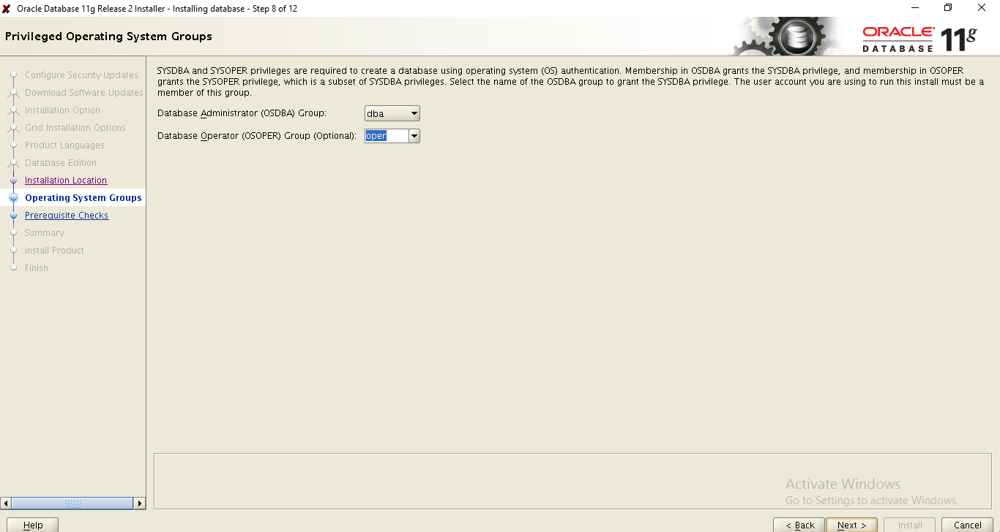 Oracle Database 11g Release 2 Installer - Installing database - Step 8 of 12
Privileged Operating System Groups
ORACLE
DATABASE 11g
Configure Security Updates
Download Software Updates
Installation Option
Grid Installation Options
Product Languages
Database Edition
Installation Location
Operating System Groups
Prerequisite Checks
Summary
Install Product
Finish
SYSDBA and SYSOPER privileges are required to create a database using operating system (OS) authentication. Membership in OSDBA grants the SYSDBA privilege, and membership in OSOPER
grants the SYSOPER privilege, which is a subset of SYSDBA privileges. Select the name of the OSDBA group to grant the SYSDBA privilege. The user account you are using to run this install must be a
member of this group.
Database Administrator (OSDBA) Group: dba
Database Operator (OSOPER) Group (Optional): oper
Activate Windows
Go to Settings to activate Windows.
Help < Back Next > Install Cancel